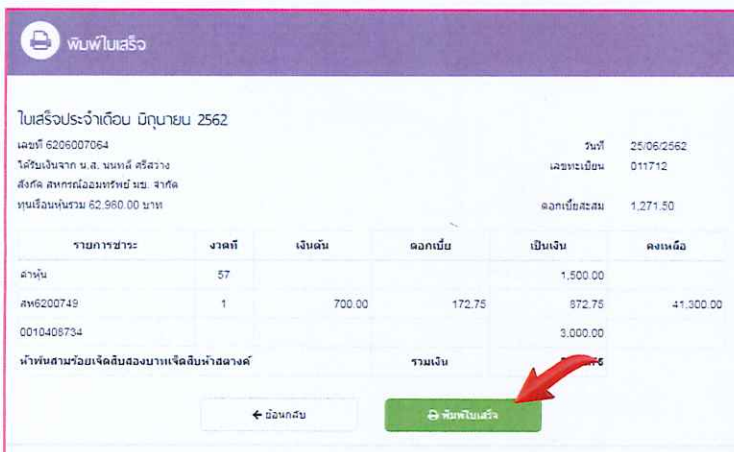 พิมพ์ใบเสร็จ
ใบเสร็จประจำเดือน มิถุนายน 2562
เลขที่ 6206007064 วันที่ 25/06/2562
ได้รับเงินจาก น.ส. นนทลี ศรีสวาง เลขทะเบียน 011712
สังกัด สหกรณ์ออมทรัพย์ มข. จำกัด
ทุนเรือนหุ้นรวม 62,960.00 บาท ดอกเบี้ยสะสม 1,271.50
รายการชำระ งวดที่ เงินต้น ดอกเบี้ย เป็นเงิน คงเหลือ
ค่าหุ้น 57 1,500.00
สห6200749 1 700.00 172.75 872.75 41,300.00
0010408734 3,000.00
ห้าพันสามร้อยเจ็ดสิบสองบาทเจ็ดสิบห้าสตางค์ รวมเงิน
ย้อนกลับ พิมพ์ใบเสร็จ